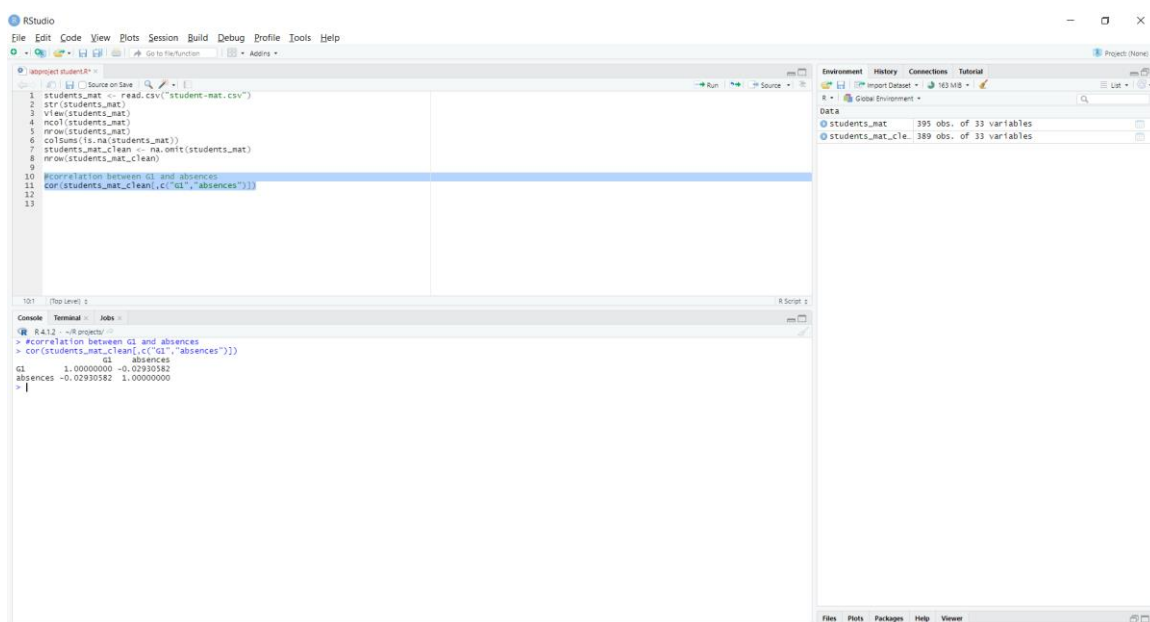 RStudio
File Edit Code View Plots Session Build Debug Profile Tools Help
Go to file/function Addins
Project: (None)
labproject student.R*
Source on Save
Run Source
1 students_mat <- read.csv("student-mat.csv")
2 str(students_mat)
3 View(students_mat)
4 ncol(students_mat)
5 nrow(students_mat)
6 colSums(is.na(students_mat))
7 students_mat_clean <- na.omit(students_mat)
8 nrow(students_mat_clean)
9
10 #correlation between G1 and absences
11 cor(students_mat_clean[,c("G1","absences")])
12
13
10:1 (Top Level) R Script
Console Terminal Jobs
R 4.1.2 · ~/R projects/
> #correlation between G1 and absences
> cor(students_mat_clean[,c("G1","absences")])
G1 absences
G1 1.00000000 -0.02930582
absences -0.02930582 1.00000000
>
Environment History Connections Tutorial
Import Dataset 163 MiB List
R Global Environment
Data
students_mat 395 obs. of 33 variables
students_mat_cle… 389 obs. of 33 variables
Files Plots Packages Help Viewer